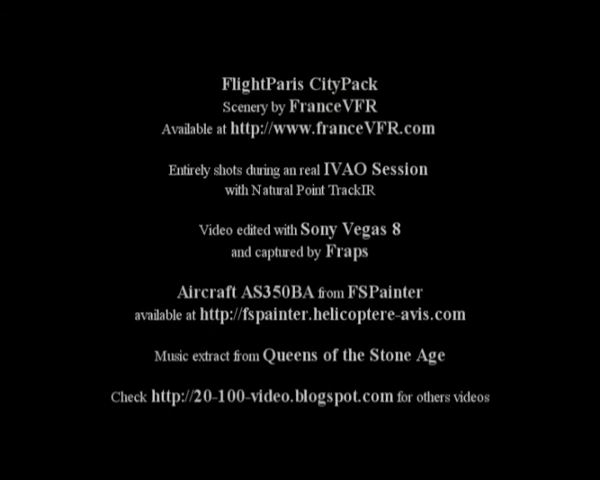 FlightParis CityPack
Scenery by FranceVFR
Available at http://www.franceVFR.com
Entirely shots during an real IVAO Session
with Natural Point TrackIR
Video edited with Sony Vegas 8
and captured by Fraps
Aircraft AS350BA from FSPainter
available at http://fspainter.helicoptere-avis.com
Music extract from Queens of the Stone Age
Check http://20-100-video.blogspot.com for others videos